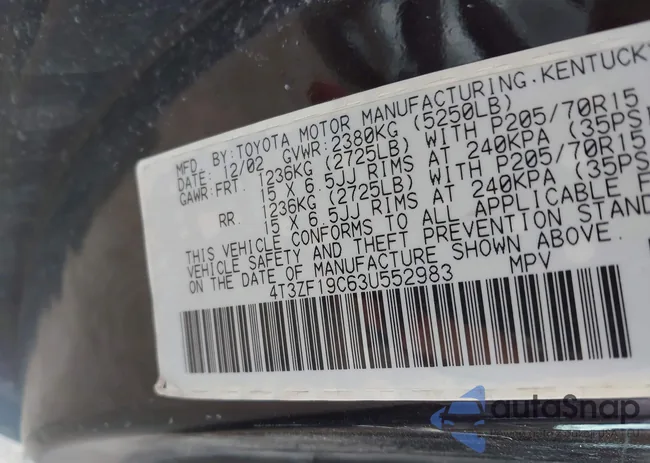 MFD. BY:TOYOTA MOTOR MANUFACTURING.KENTUCKY
DATE: 12/02 GVWR:2380KG (5250LB)
GAWR:FRT. 1236KG (2725LB) WITH P205/70R15
15 X 6.5JJ RIMS AT 240KPA (35PSI
RR. 1236KG (2725LB) WITH P205/70R15
15 X 6.5JJ RIMS AT 240KPA (35PS
THIS VEHICLE CONFORMS TO ALL APPLICABLE F
VEHICLE SAFETY AND THEFT PREVENTION STAND
ON THE DATE OF MANUFACTURE SHOWN ABOVE.
4T3ZF19C63U552983 MPV
autoSnap